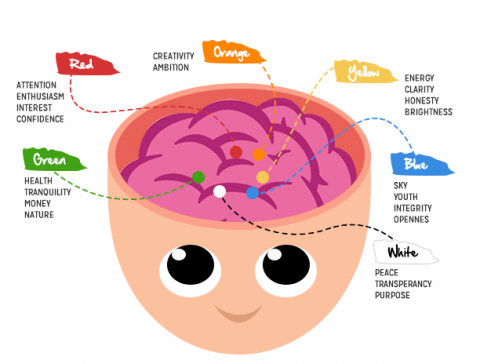 Red
ATTENTION
ENTHUSIASM
INTEREST
CONFIDENCE
Orange
CREATIVITY
AMBITION
Yellow
ENERGY
CLARITY
HONESTY
BRIGHTNESS
Green
HEALTH
TRANQUILITY
MONEY
NATURE
Blue
SKY
YOUTH
INTEGRITY
OPENNES
White
PEACE
TRANSPERANCY
PURPOSE